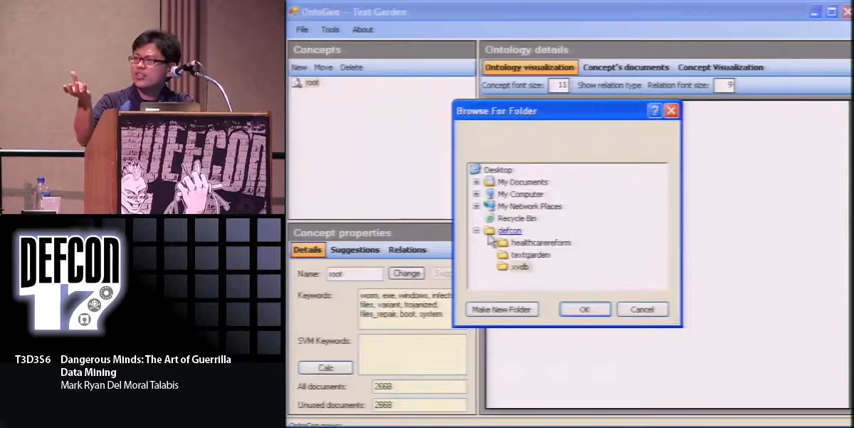 DEFCON
DEFCON
17
T3D3S6 Dangerous Minds: The Art of Guerrilla
Data Mining
Mark Ryan Del Moral Talabis
OntoGen -- Text Garden
File Tools About
Concepts
New Move Delete
root
Ontology details
Ontology visualization Concept's documents Concept Visualization
Concept font size: 11 Show relation type Relation font size: 9
Browse For Folder
Desktop
My Documents
My Computer
My Network Places
Recycle Bin
defcon
healthcarereform
textgarden
xvdb
Make New Folder OK Cancel
Concept properties
Details Suggestions Relations
Name: root Change
Keywords: worm, exe, windows, infect
files, variant, trojanized,
files_repair, boot, system
SVM Keywords:
Calc
All documents: 2668
Unused documents: 2668